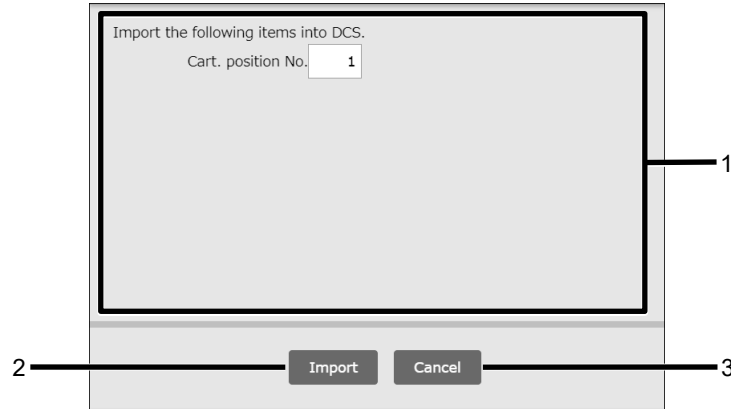 Import the following items into DCS.
Cart. position No. 1
1
2 Import Cancel 3